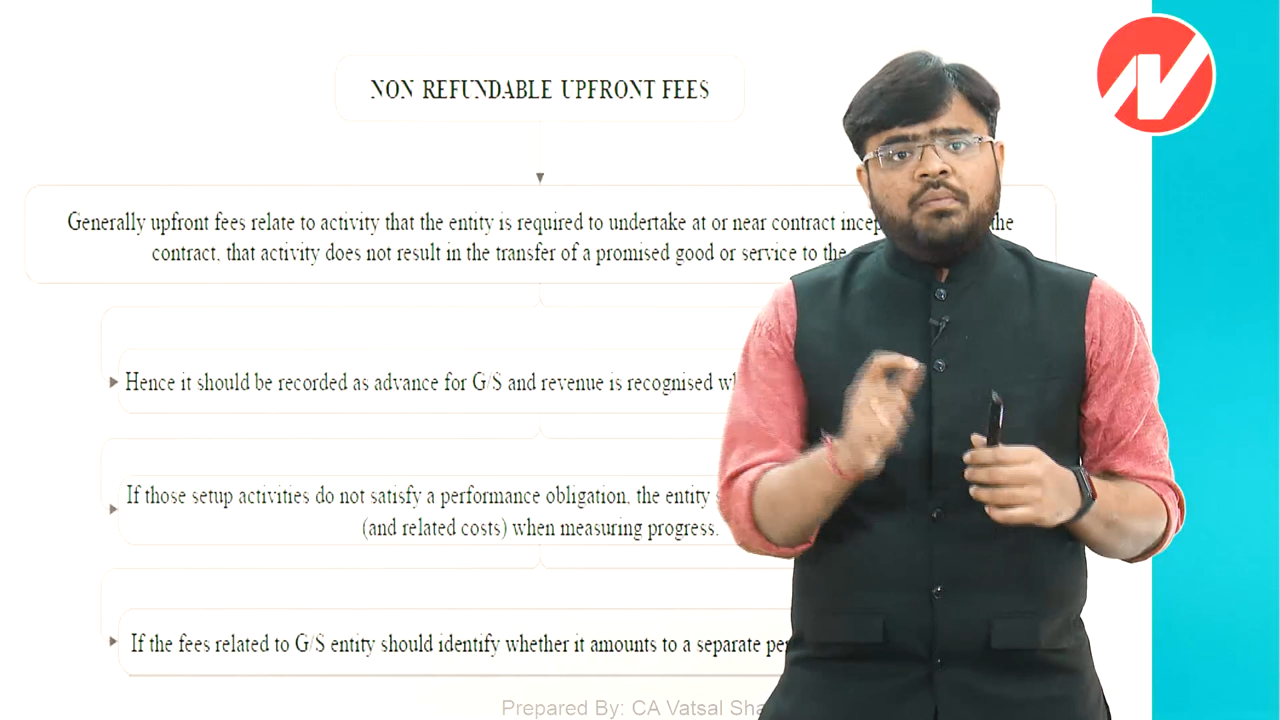 NON REFUNDABLE UPFRONT FEES
Generally upfront fees relate to activity that the entity is required to undertake at or near contract the
contract, that activity does not result in the transfer of a promised good or service to the
Hence it should be recorded as advance for G/S and revenue is recognised
If those setup activities do not satisfy a performance obligation, the entity
(and related costs) when measuring progress.
If the fees related to G/S entity should identify whether it amounts to a separate
Prepared By: CA Vatsal